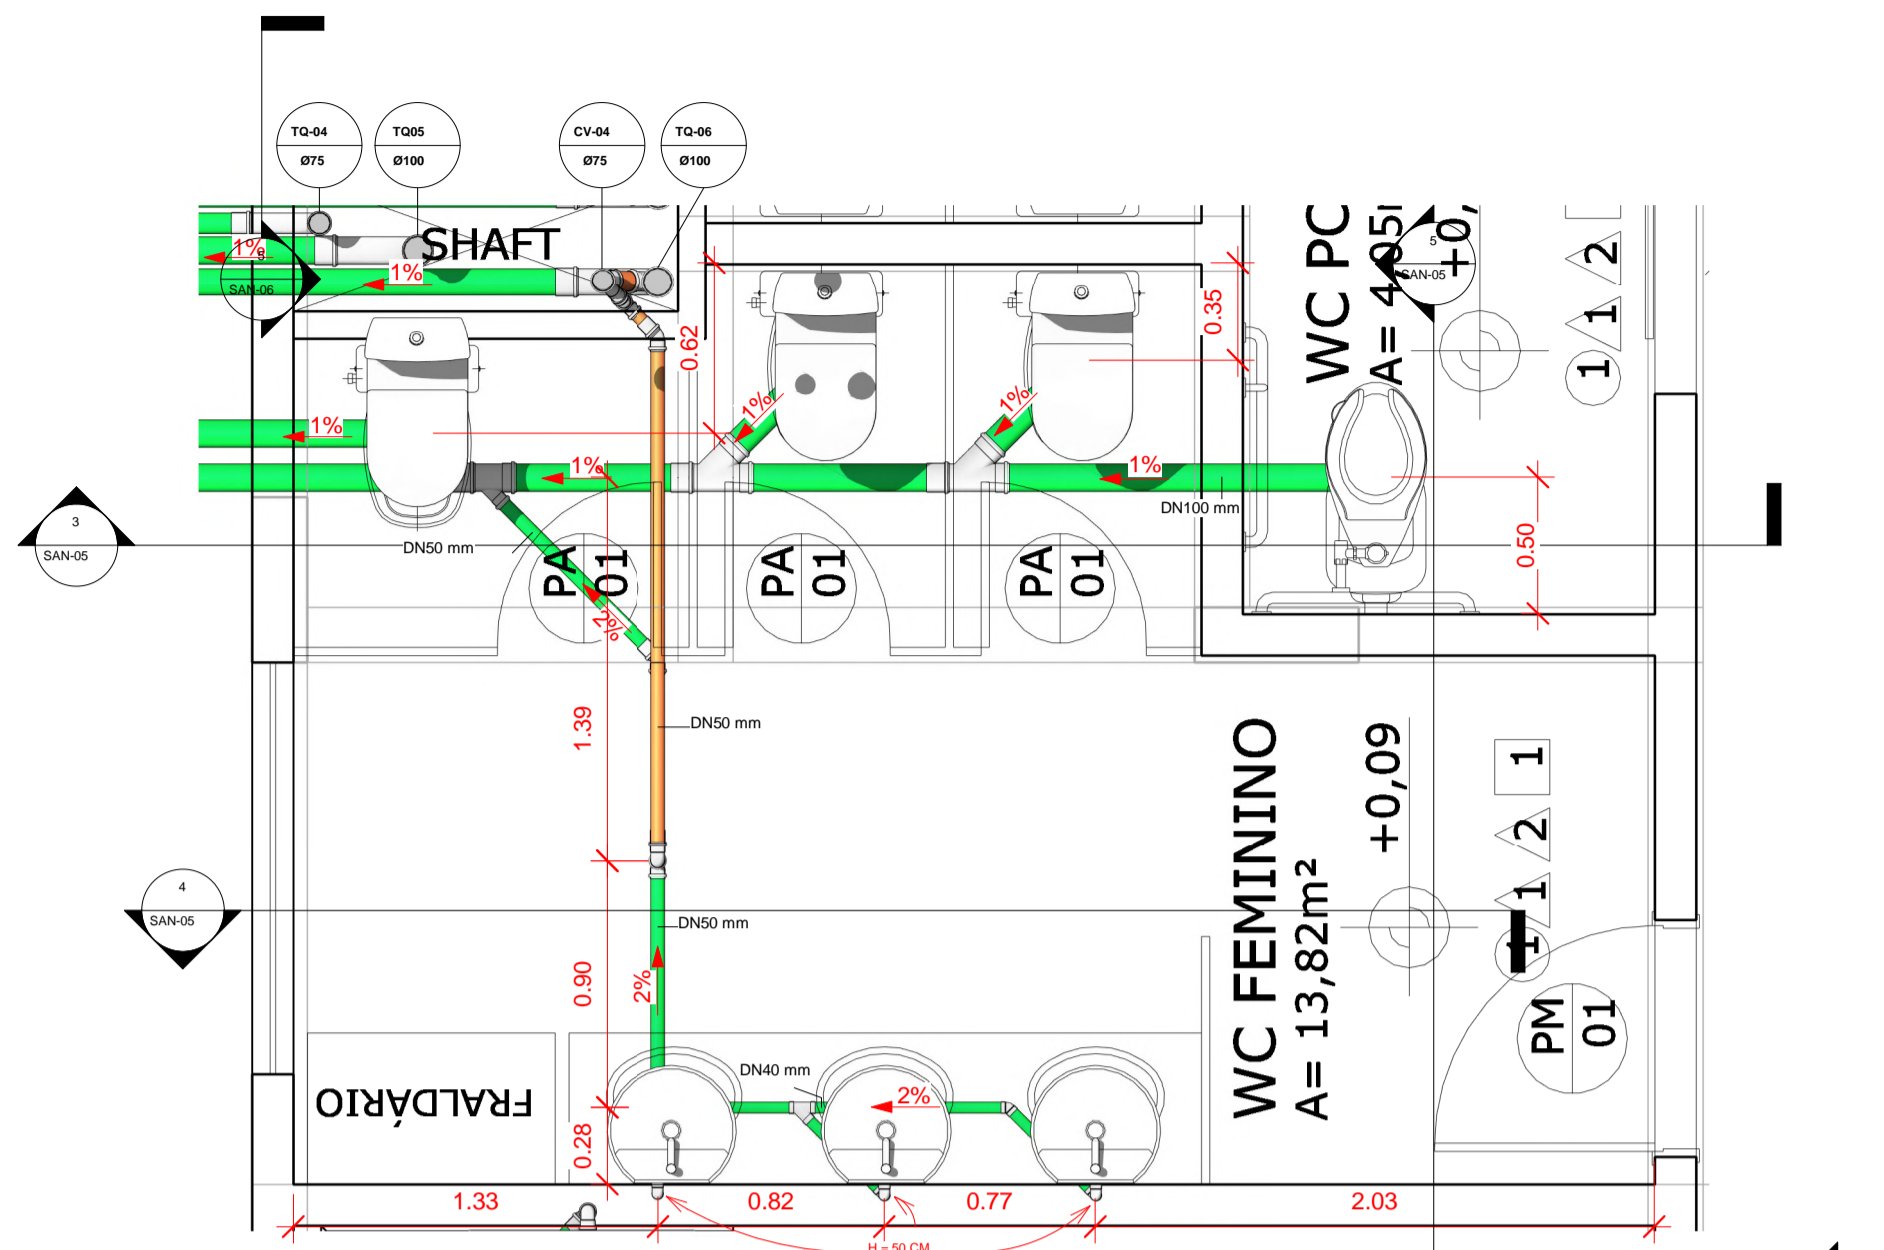 TQ-04
Ø75
TQ05
Ø100
CV-04
Ø75
TQ-06
Ø100
SHAFT
1%
SAN-06
1%
1%
0.62
0.35
WC PC
5
SAN-05
2
1
1
1%
1%
1%
1%
DN100 mm
0.50
3
SAN-05
DN50 mm
PA
01
PA
01
PA
01
2%
1.39
DN50 mm
4
SAN-05
DN50 mm
0.90
2%
WC FEMININO
A= 13,82m²
+0,09
1
2
1
1
PM
01
FRALDÁRIO
DN40 mm
2%
0.28
1.33
0.82
0.77
2.03
H = 50 CM